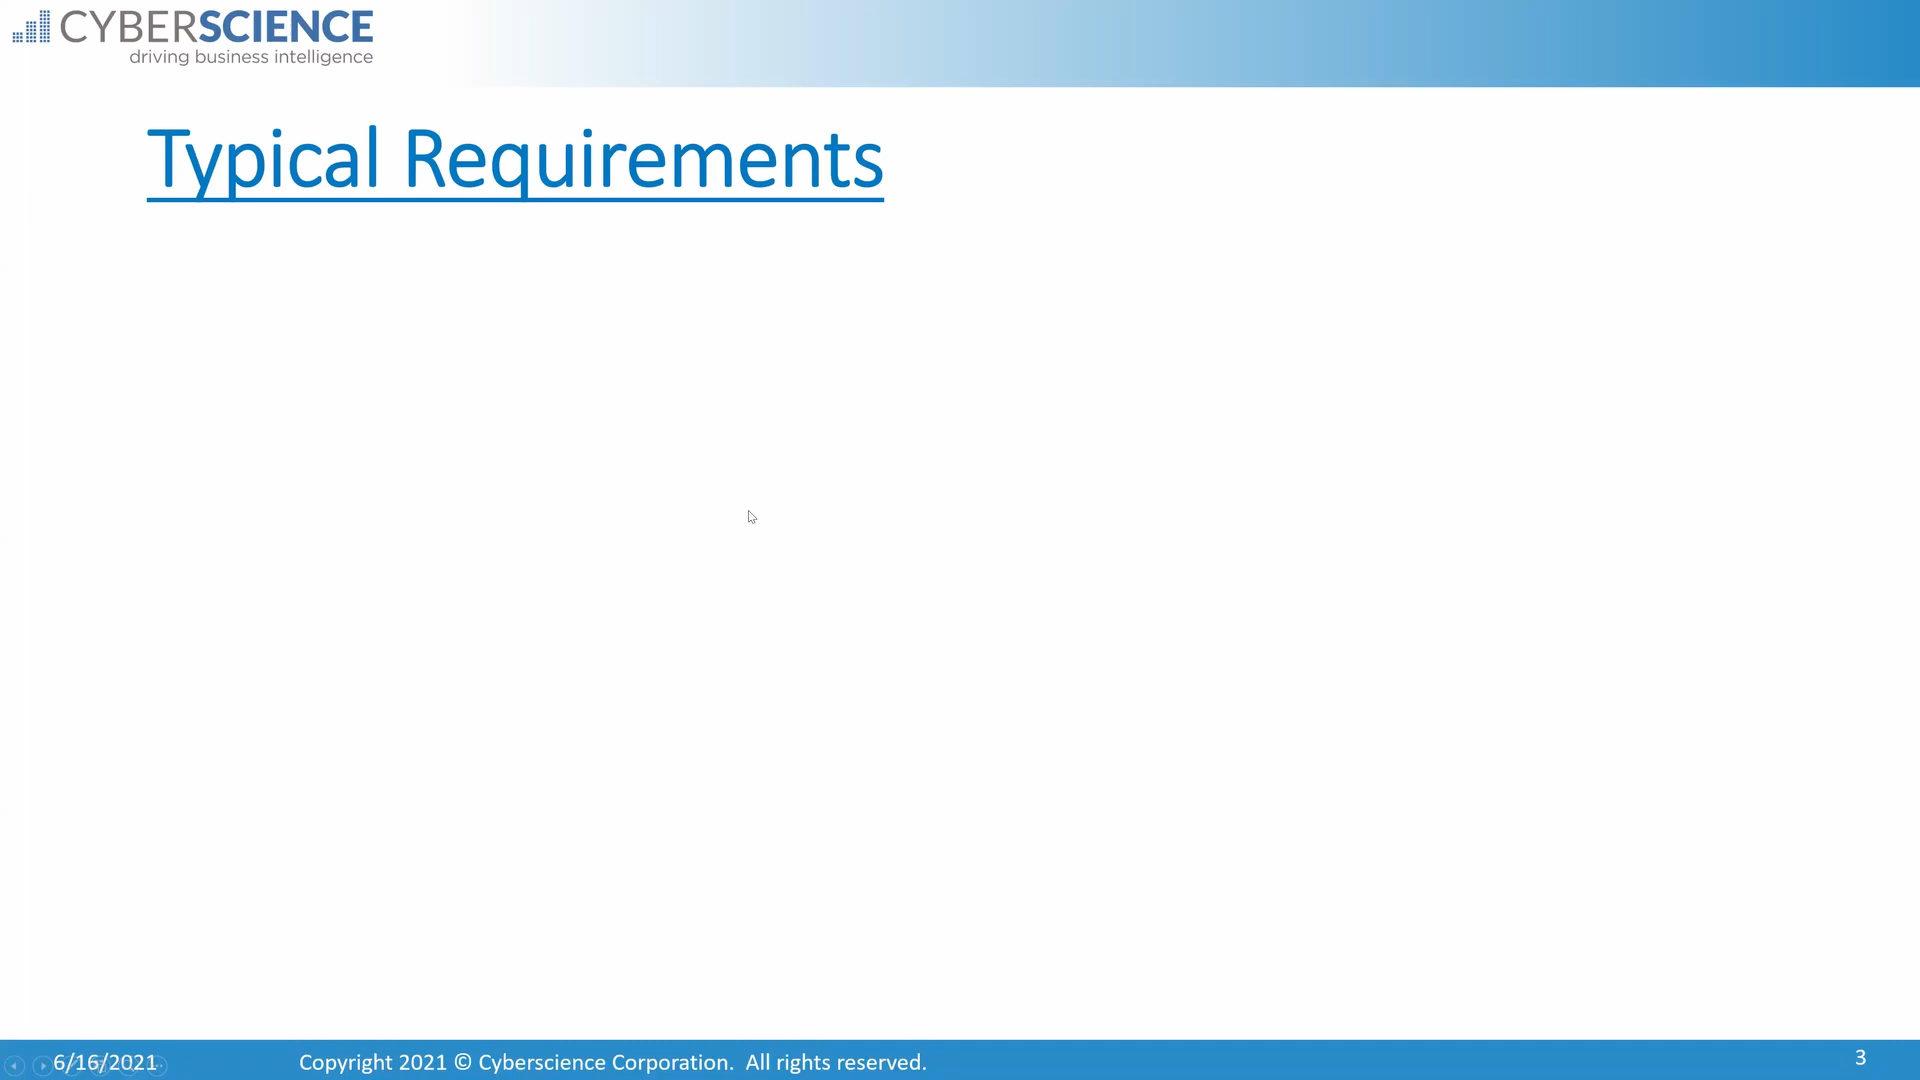 CYBERSCIENCE
driving business intelligence
Typical Requirements
6/16/2021
Copyright 2021 © Cyberscience Corporation.  All rights reserved.
3